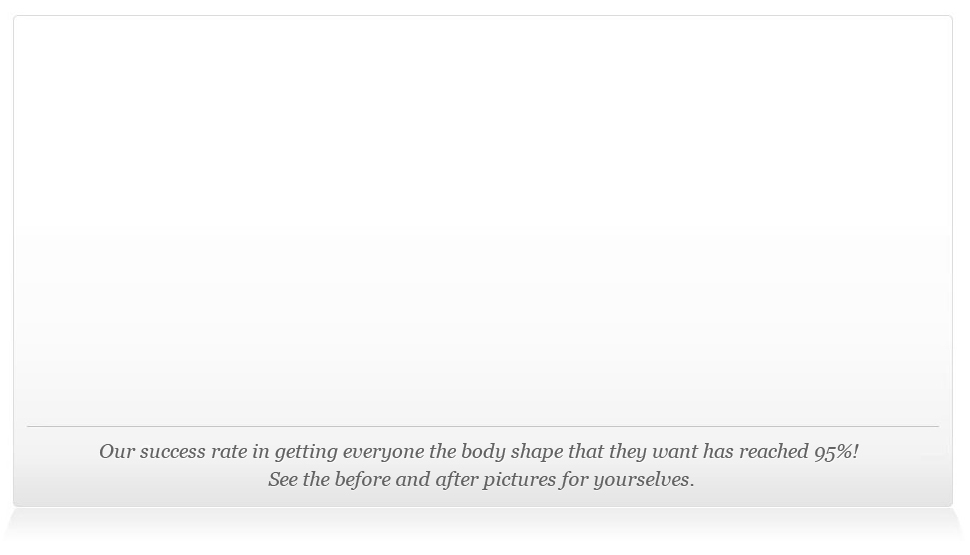 Our success rate in getting everyone the body shape that they want has reached 95%!
See the before and after pictures for yourselves.